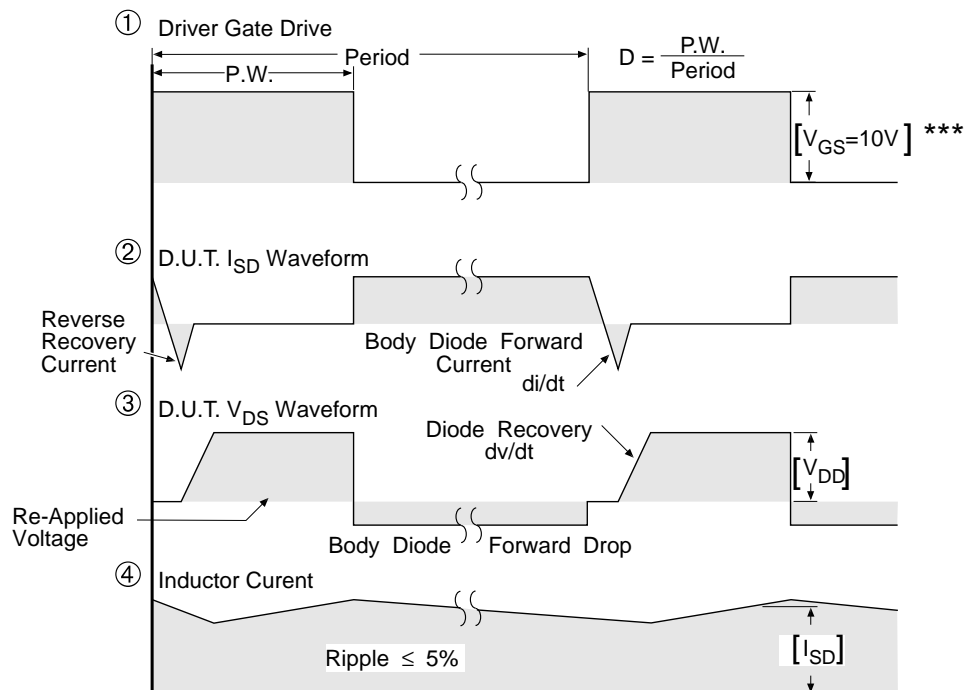 ① Driver Gate Drive
Period
P.W.
D = P.W.
Period
[VGS=10V] ***
② D.U.T. ISD Waveform
Reverse
Recovery
Current
Body Diode Forward
Current
di/dt
③ D.U.T. VDS Waveform
Diode Recovery
dv/dt
[VDD]
Re-Applied
Voltage
Body Diode Forward Drop
④ Inductor Curent
Ripple ≤ 5%
[ISD]